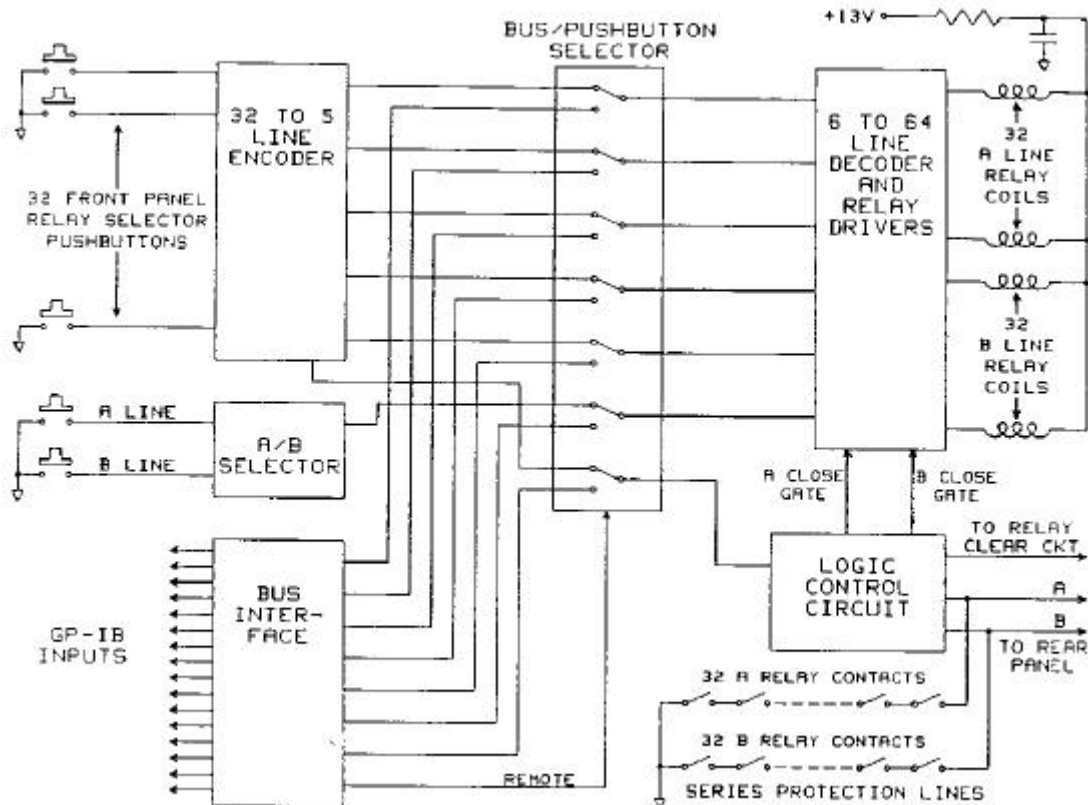 +13V
BUS/PUSHBUTTON
SELECTOR
32 TO 5
LINE
ENCODER
6 TO 64
LINE
DECODER
AND
RELAY
DRIVERS
32
A LINE
RELAY
COILS
32 FRONT PANEL
RELAY SELECTOR
PUSHBUTTONS
32
B LINE
RELAY
COILS
A LINE
B LINE
A/B
SELECTOR
A CLOSE
GATE
B CLOSE
GATE
TO RELAY
CLEAR CKT.
LOGIC
CONTROL
CIRCUIT
A
B
TO REAR
PANEL
BUS
INTER-
FACE
GP-IB
INPUTS
32 A RELAY CONTACTS
32 B RELAY CONTACTS
REMOTE
SERIES PROTECTION LINES